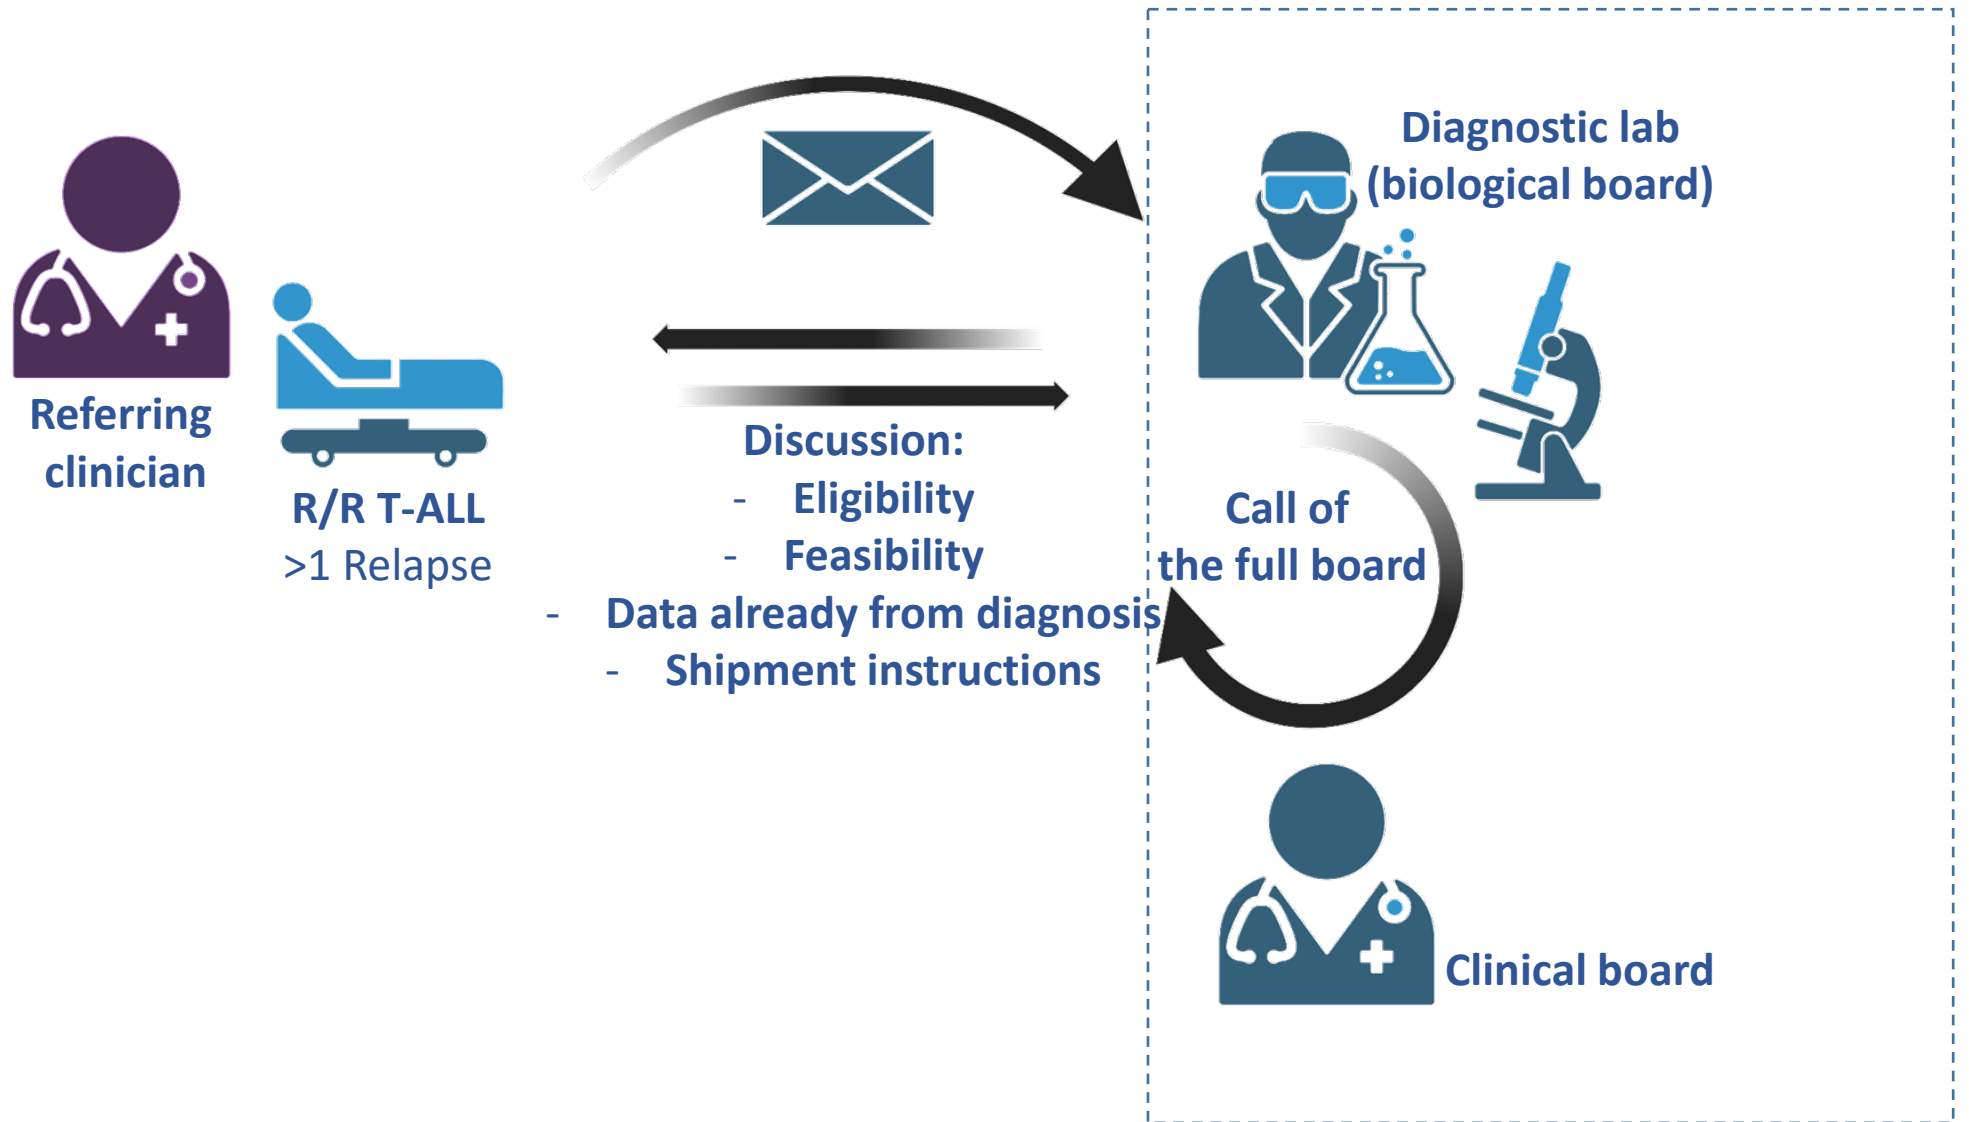 Referring
clinician
R/R T-ALL
>1 Relapse
Discussion:
- Eligibility
- Feasibility
- Data already from diagnosis
- Shipment instructions
Diagnostic lab
(biological board)
Call of
the full board
Clinical board